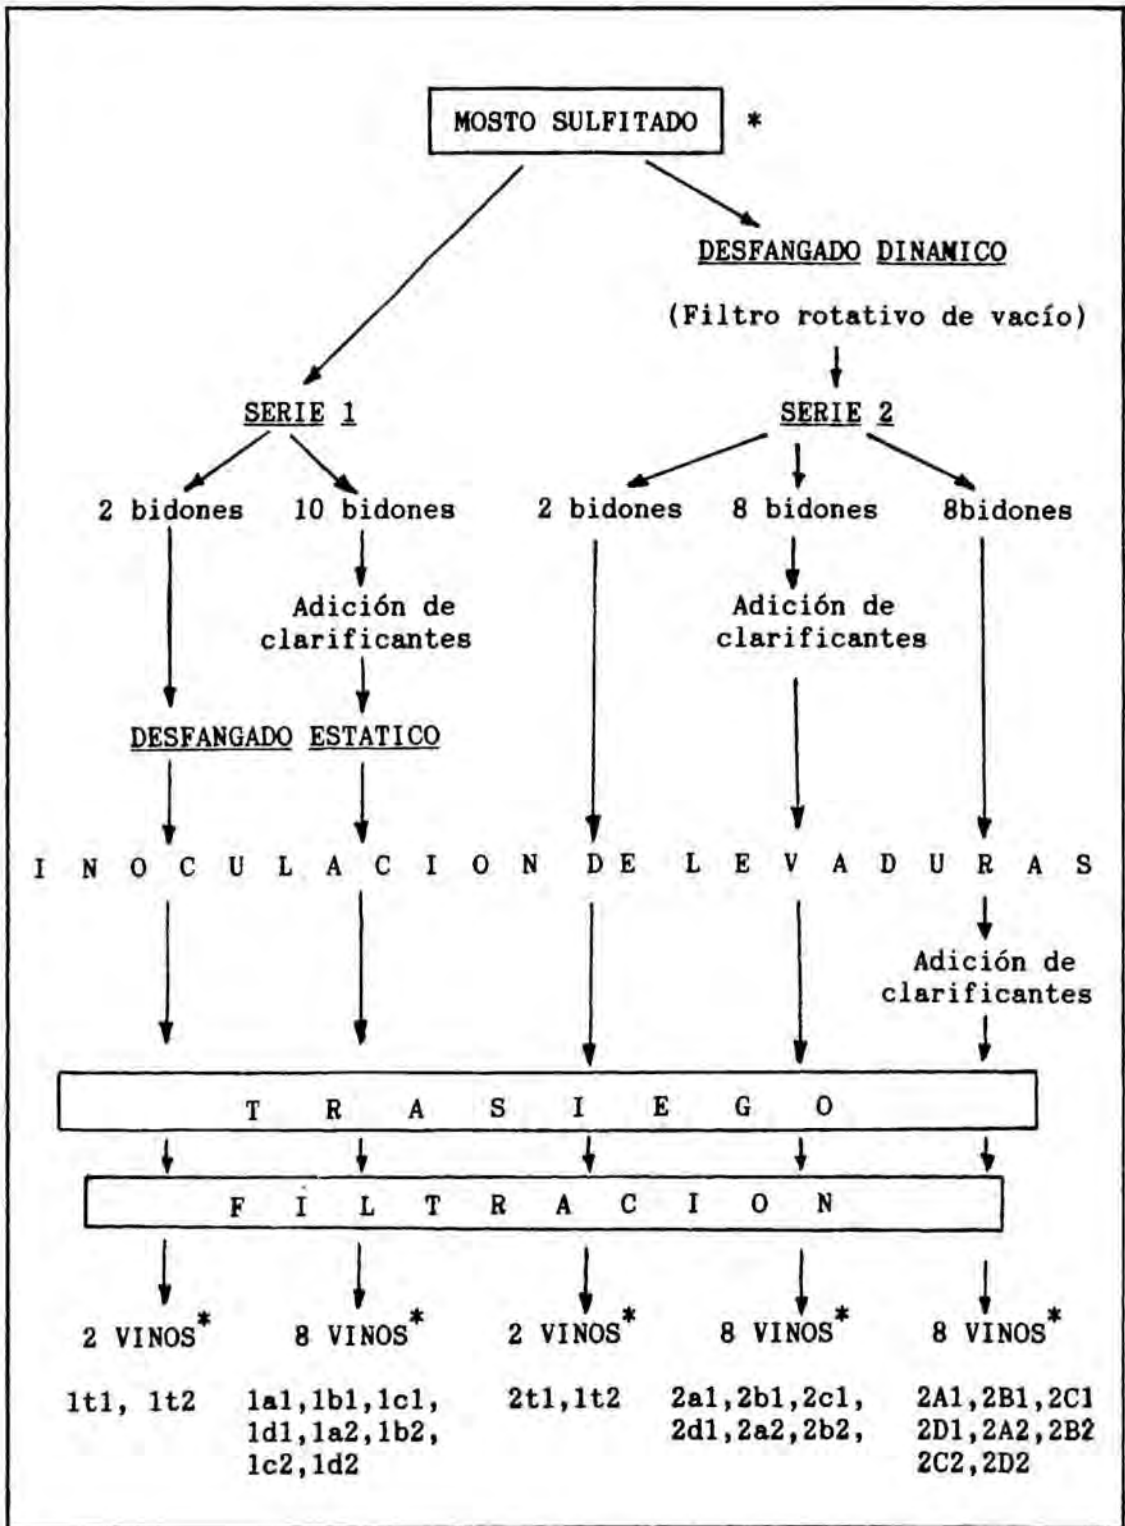 MOSTO SULFITADO *
DESFANGADO DINAMICO
(Filtro rotativo de vacío)
SERIE 1
SERIE 2
2 bidones
10 bidones
2 bidones
8 bidones
8bidones
Adición de
clarificantes
Adición de
clarificantes
DESFANGADO ESTATICO
I N O C U L A C I O N D E L E V A D U R A S
Adición de
clarificantes
T R A S I E G O
F I L T R A C I O N
2 VINOS*
8 VINOS*
2 VINOS*
8 VINOS*
8 VINOS*
1t1, 1t2
1a1,1b1,1c1,
1d1,1a2,1b2,
1c2,1d2
2t1,1t2
2a1,2b1,2c1,
2d1,2a2,2b2,
2A1,2B1,2C1
2D1,2A2,2B2
2C2,2D2